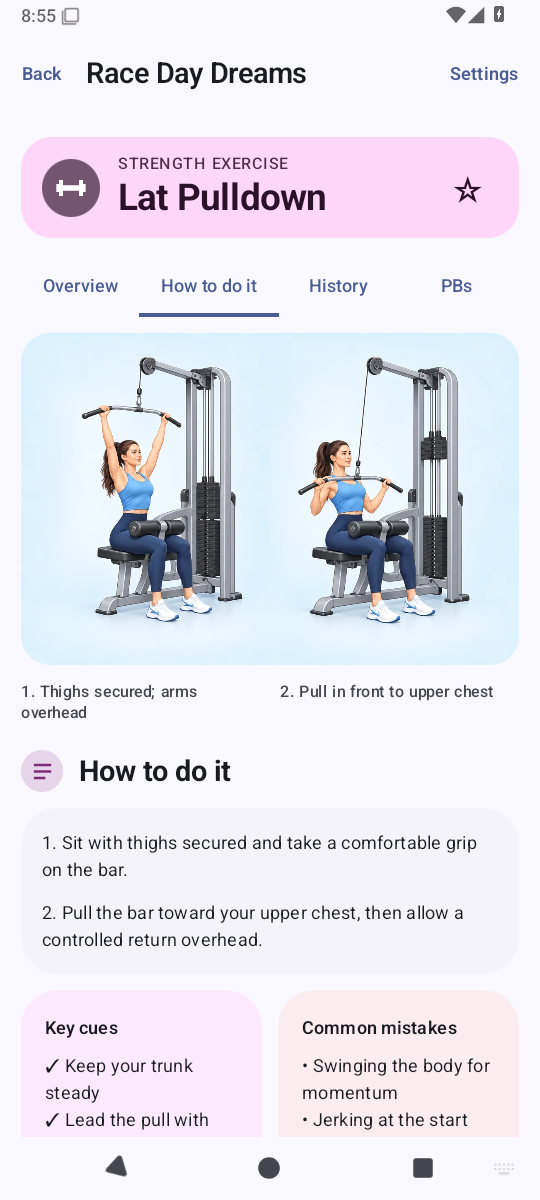 8:55
Back
Race Day Dreams
Settings
STRENGTH EXERCISE
Lat Pulldown
Overview
How to do it
History
PBs
1. Thighs secured; arms
overhead
2. Pull in front to upper chest
How to do it
1. Sit with thighs secured and take a comfortable grip
on the bar.
2. Pull the bar toward your upper chest, then allow a
controlled return overhead.
Key cues
✓ Keep your trunk
steady
✓ Lead the pull with
Common mistakes
• Swinging the body for
momentum
• Jerking at the start